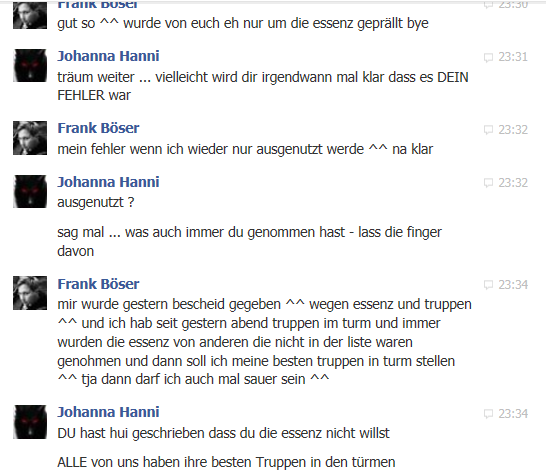 Frank Böser 23:30
gut so ^^ wurde von euch eh nur um die essenz geprällt bye
Johanna Hanni 23:31
träum weiter ... vielleicht wird dir irgendwann mal klar dass es DEIN
FEHLER war
Frank Böser 23:32
mein fehler wenn ich wieder nur ausgenutzt werde ^^ na klar
Johanna Hanni 23:32
ausgenutzt ?
sag mal ... was auch immer du genommen hast - lass die finger
davon
Frank Böser 23:34
mir wurde gestern bescheid gegeben ^^ wegen essenz und truppen
^^ und ich hab seit gestern abend truppen im turm und immer
wurden die essenz von anderen die nicht in der liste waren
genohmen und dann soll ich meine besten truppen in turm stellen
^^ tja dann darf ich auch mal sauer sein ^^
Johanna Hanni 23:34
DU hast hui geschrieben dass du die essenz nicht willst
ALLE von uns haben ihre besten Truppen in den türmen